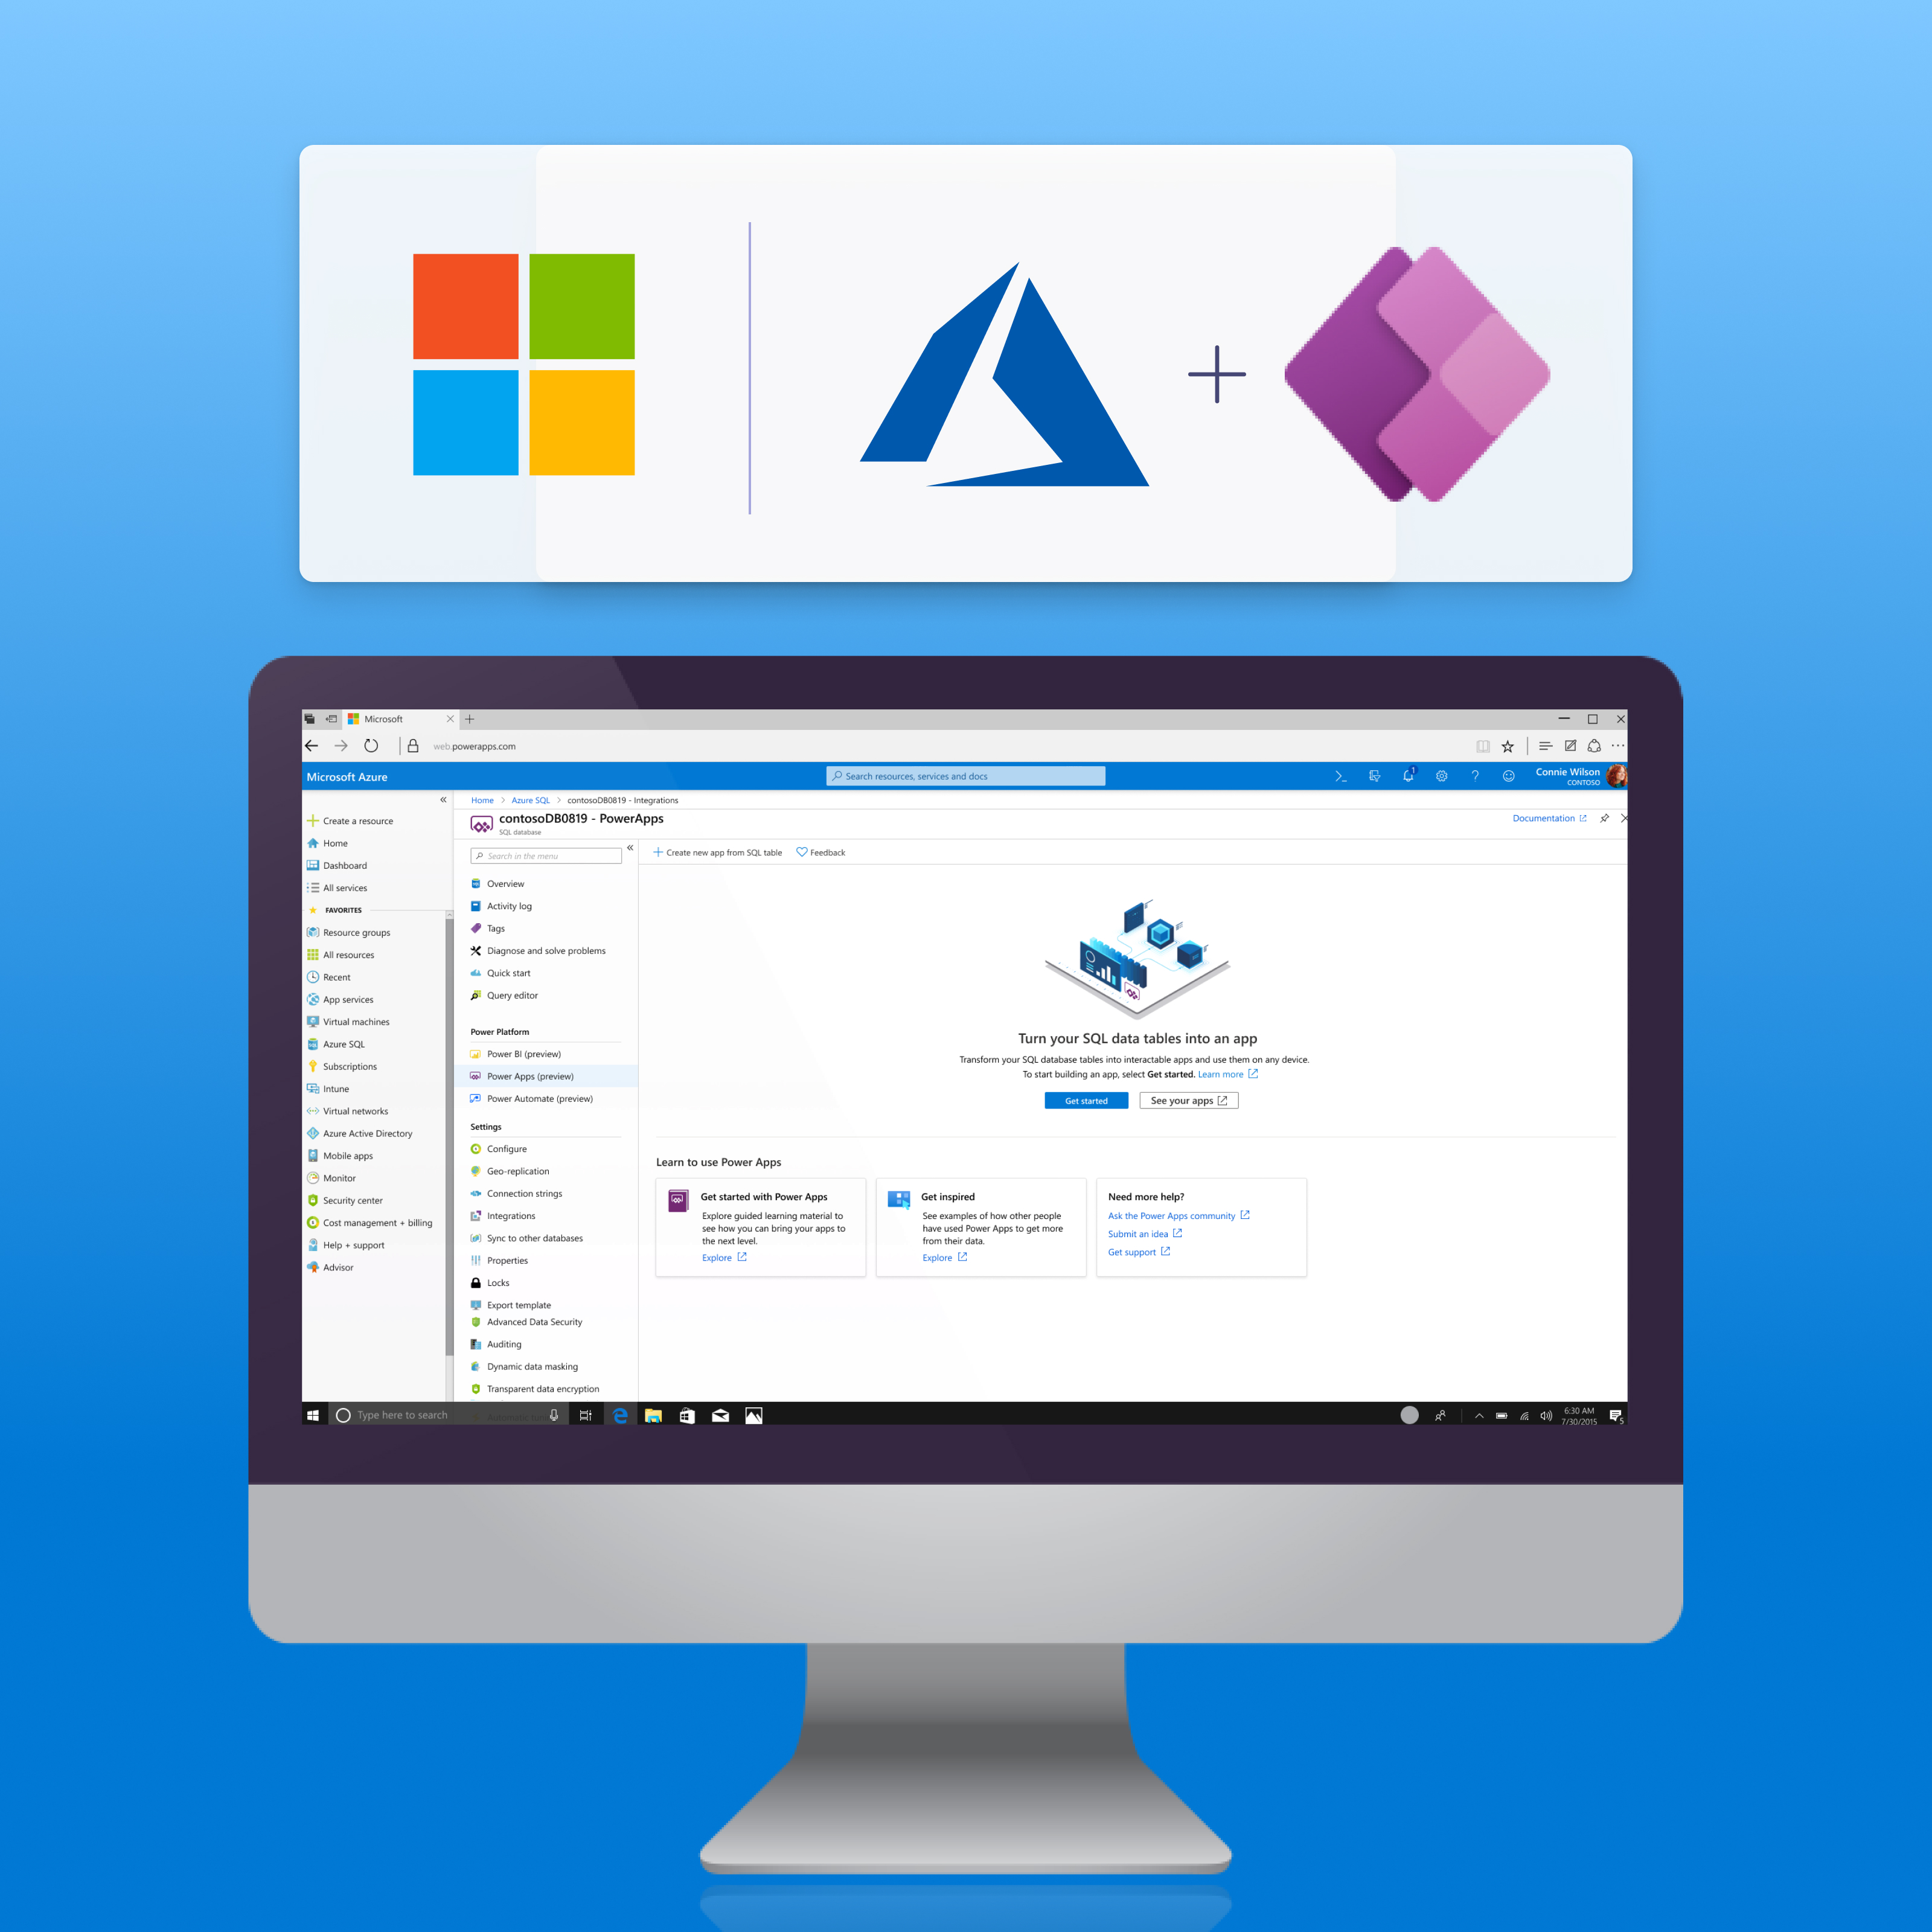 Microsoft
web.powerapps.com
Microsoft Azure
Search resources, services and docs
1
Connie Wilson
CONTOSO
Home > Azure SQL > contosoDB0819 - Integrations
contosoDB0819 - PowerApps
SQL database
Documentation
Create a resource
Home
Dashboard
All services
FAVORITES
Resource groups
All resources
Recent
App services
Virtual machines
Azure SQL
Subscriptions
Intune
Virtual networks
Azure Active Directory
Mobile apps
Monitor
Security center
Cost management + billing
Help + support
Advisor
Search in the menu
Overview
Activity log
Tags
Diagnose and solve problems
Quick start
Query editor
Power Platform
Power BI (preview)
Power Apps (preview)
Power Automate (preview)
Settings
Configure
Geo-replication
Connection strings
Integrations
Sync to other databases
Properties
Locks
Export template
Advanced Data Security
Auditing
Dynamic data masking
Transparent data encryption
Create new app from SQL table
Feedback
Turn your SQL data tables into an app
Transform your SQL database tables into interactable apps and use them on any device.
To start building an app, select Get started. Learn more
Get started
See your apps
Learn to use Power Apps
Get started with Power Apps
Explore guided learning material to
see how you can bring your apps to
the next level.
Explore
Get inspired
See examples of how other people
have used Power Apps to get more
from their data.
Explore
Need more help?
Ask the Power Apps community
Submit an idea
Get support
Type here to search
6:30 AM
7/30/2015
5